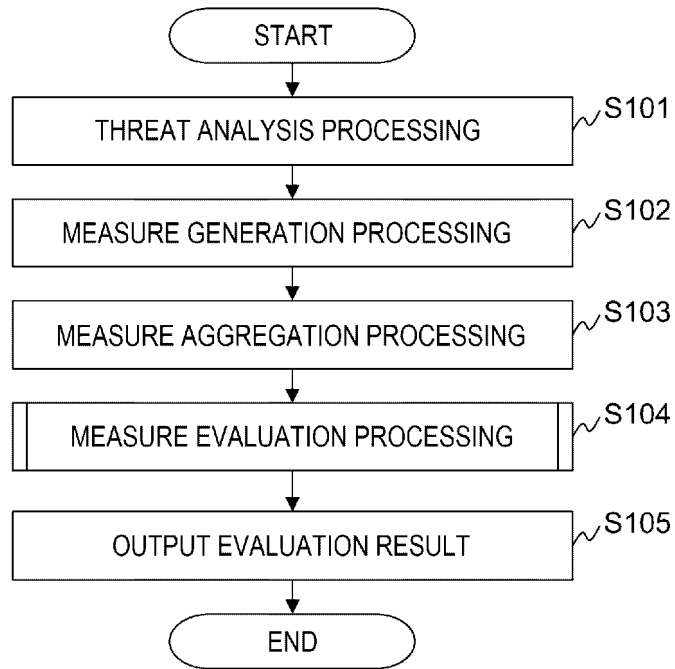 START
THREAT ANALYSIS PROCESSING
S101
MEASURE GENERATION PROCESSING
S102
MEASURE AGGREGATION PROCESSING
S103
MEASURE EVALUATION PROCESSING
S104
OUTPUT EVALUATION RESULT
S105
END